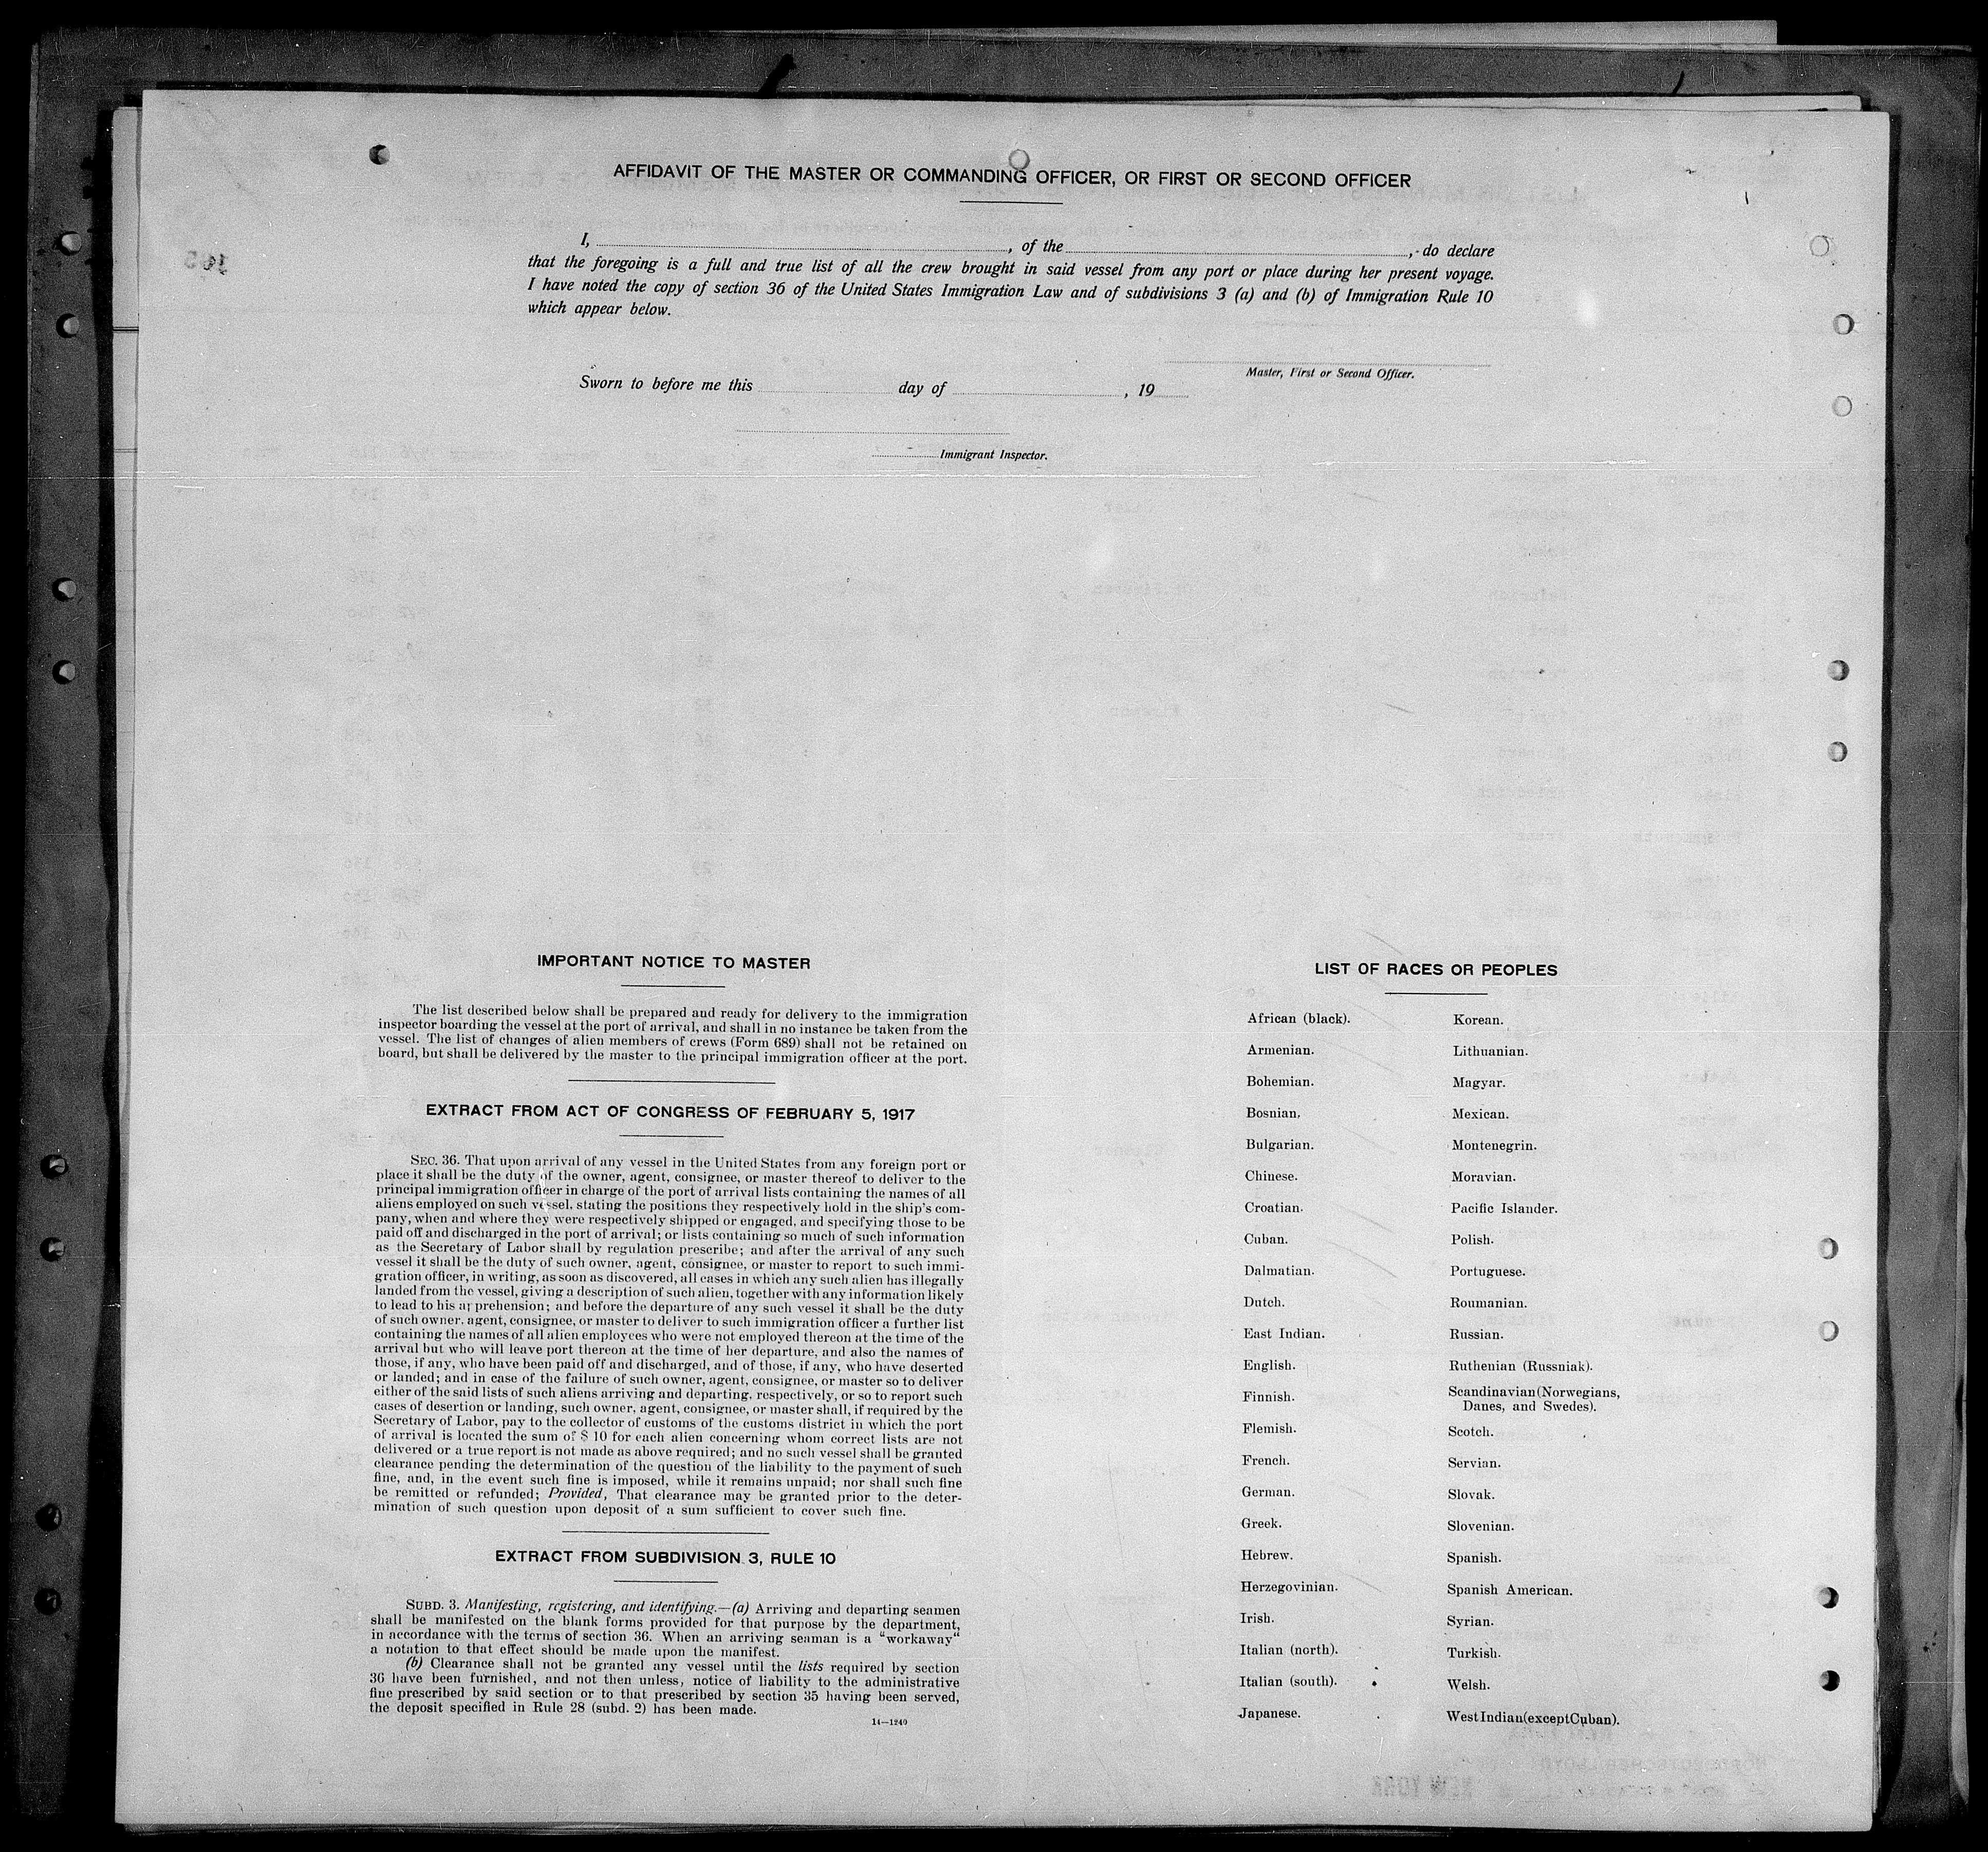 AFFIDAVIT OF THE MASTER OR COMMANDING OFFICER, OR FIRST OR SECOND OFFICER
I, , of the , do declare
that the foregoing is a full and true list of all the crew brought in said vessel from any port or place during her present voyage.
I have noted the copy of section 36 of the United States Immigration Law and of subdivisions 3 (a) and (b) of Immigration Rule 10
which appear below.
Master, First or Second Officer.
Sworn to before me this day of , 19
Immigrant Inspector.
IMPORTANT NOTICE TO MASTER
The list described below shall be prepared and ready for delivery to the immigration
inspector boarding the vessel at the port of arrival, and shall in no instance be taken from the
vessel. The list of changes of alien members of crews (Form 689) shall not be retained on
board, but shall be delivered by the master to the principal immigration officer at the port.
EXTRACT FROM ACT OF CONGRESS OF FEBRUARY 5, 1917
SEC. 36. That upon arrival of any vessel in the United States from any foreign port or
place it shall be the duty of the owner, agent, consignee, or master thereof to deliver to the
principal immigration officer in charge of the port of arrival lists containing the names of all
aliens employed on such vessel, stating the positions they respectively hold in the ship's com-
pany, when and where they were respectively shipped or engaged, and specifying those to be
paid off and discharged in the port of arrival; or lists containing so much of such information
as the Secretary of Labor shall by regulation prescribe; and after the arrival of any such
vessel it shall be the duty of such owner, agent, consignee, or master to report to such immi-
gration officer, in writing, as soon as discovered, all cases in which any such alien has illegally
landed from the vessel, giving a description of such alien, together with any information likely
to lead to his apprehension; and before the departure of any such vessel it shall be the duty
of such owner, agent, consignee, or master to deliver to such immigration officer a further list
containing the names of all alien employees who were not employed thereon at the time of the
arrival but who will leave port thereon at the time of her departure, and also the names of
those, if any, who have been paid off and discharged, and of those, if any, who have deserted
or landed; and in case of the failure of such owner, agent, consignee, or master so to deliver
either of the said lists of such aliens arriving and departing, respectively, or so to report such
cases of desertion or landing, such owner, agent, consignee, or master shall, if required by the
Secretary of Labor, pay to the collector of customs of the customs district in which the port
of arrival is located the sum of $ 10 for each alien concerning whom correct lists are not
delivered or a true report is not made as above required; and no such vessel shall be granted
clearance pending the determination of the question of the liability to the payment of such
fine, and, in the event such fine is imposed, while it remains unpaid; nor shall such fine
be remitted or refunded; Provided, That clearance may be granted prior to the deter-
mination of such question upon deposit of a sum sufficient to cover such fine.
EXTRACT FROM SUBDIVISION 3, RULE 10
SUBD. 3. Manifesting, registering, and identifying.—(a) Arriving and departing seamen
shall be manifested on the blank forms provided for that purpose by the department,
in accordance with the terms of section 36. When an arriving seaman is a "workaway"
a notation to that effect should be made upon the manifest.
(b) Clearance shall not be granted any vessel until the lists required by section
36 have been furnished, and not then unless, notice of liability to the administrative
fine prescribed by said section or to that prescribed by section 35 having been served,
the deposit specified in Rule 28 (subd. 2) has been made.
14—1240
LIST OF RACES OR PEOPLES
African (black).
Armenian.
Bohemian.
Bosnian.
Bulgarian.
Chinese.
Croatian.
Cuban.
Dalmatian.
Dutch.
East Indian.
English.
Finnish.
Flemish.
French.
German.
Greek.
Hebrew.
Herzegovinian.
Irish.
Italian (north).
Italian (south).
Japanese.
Korean.
Lithuanian.
Magyar.
Mexican.
Montenegrin.
Moravian.
Pacific Islander.
Polish.
Portuguese.
Roumanian.
Russian.
Ruthenian (Russniak).
Scandinavian (Norwegians,
Danes, and Swedes).
Scotch.
Servian.
Slovak.
Slovenian.
Spanish.
Spanish American.
Syrian.
Turkish.
Welsh.
West Indian (except Cuban).